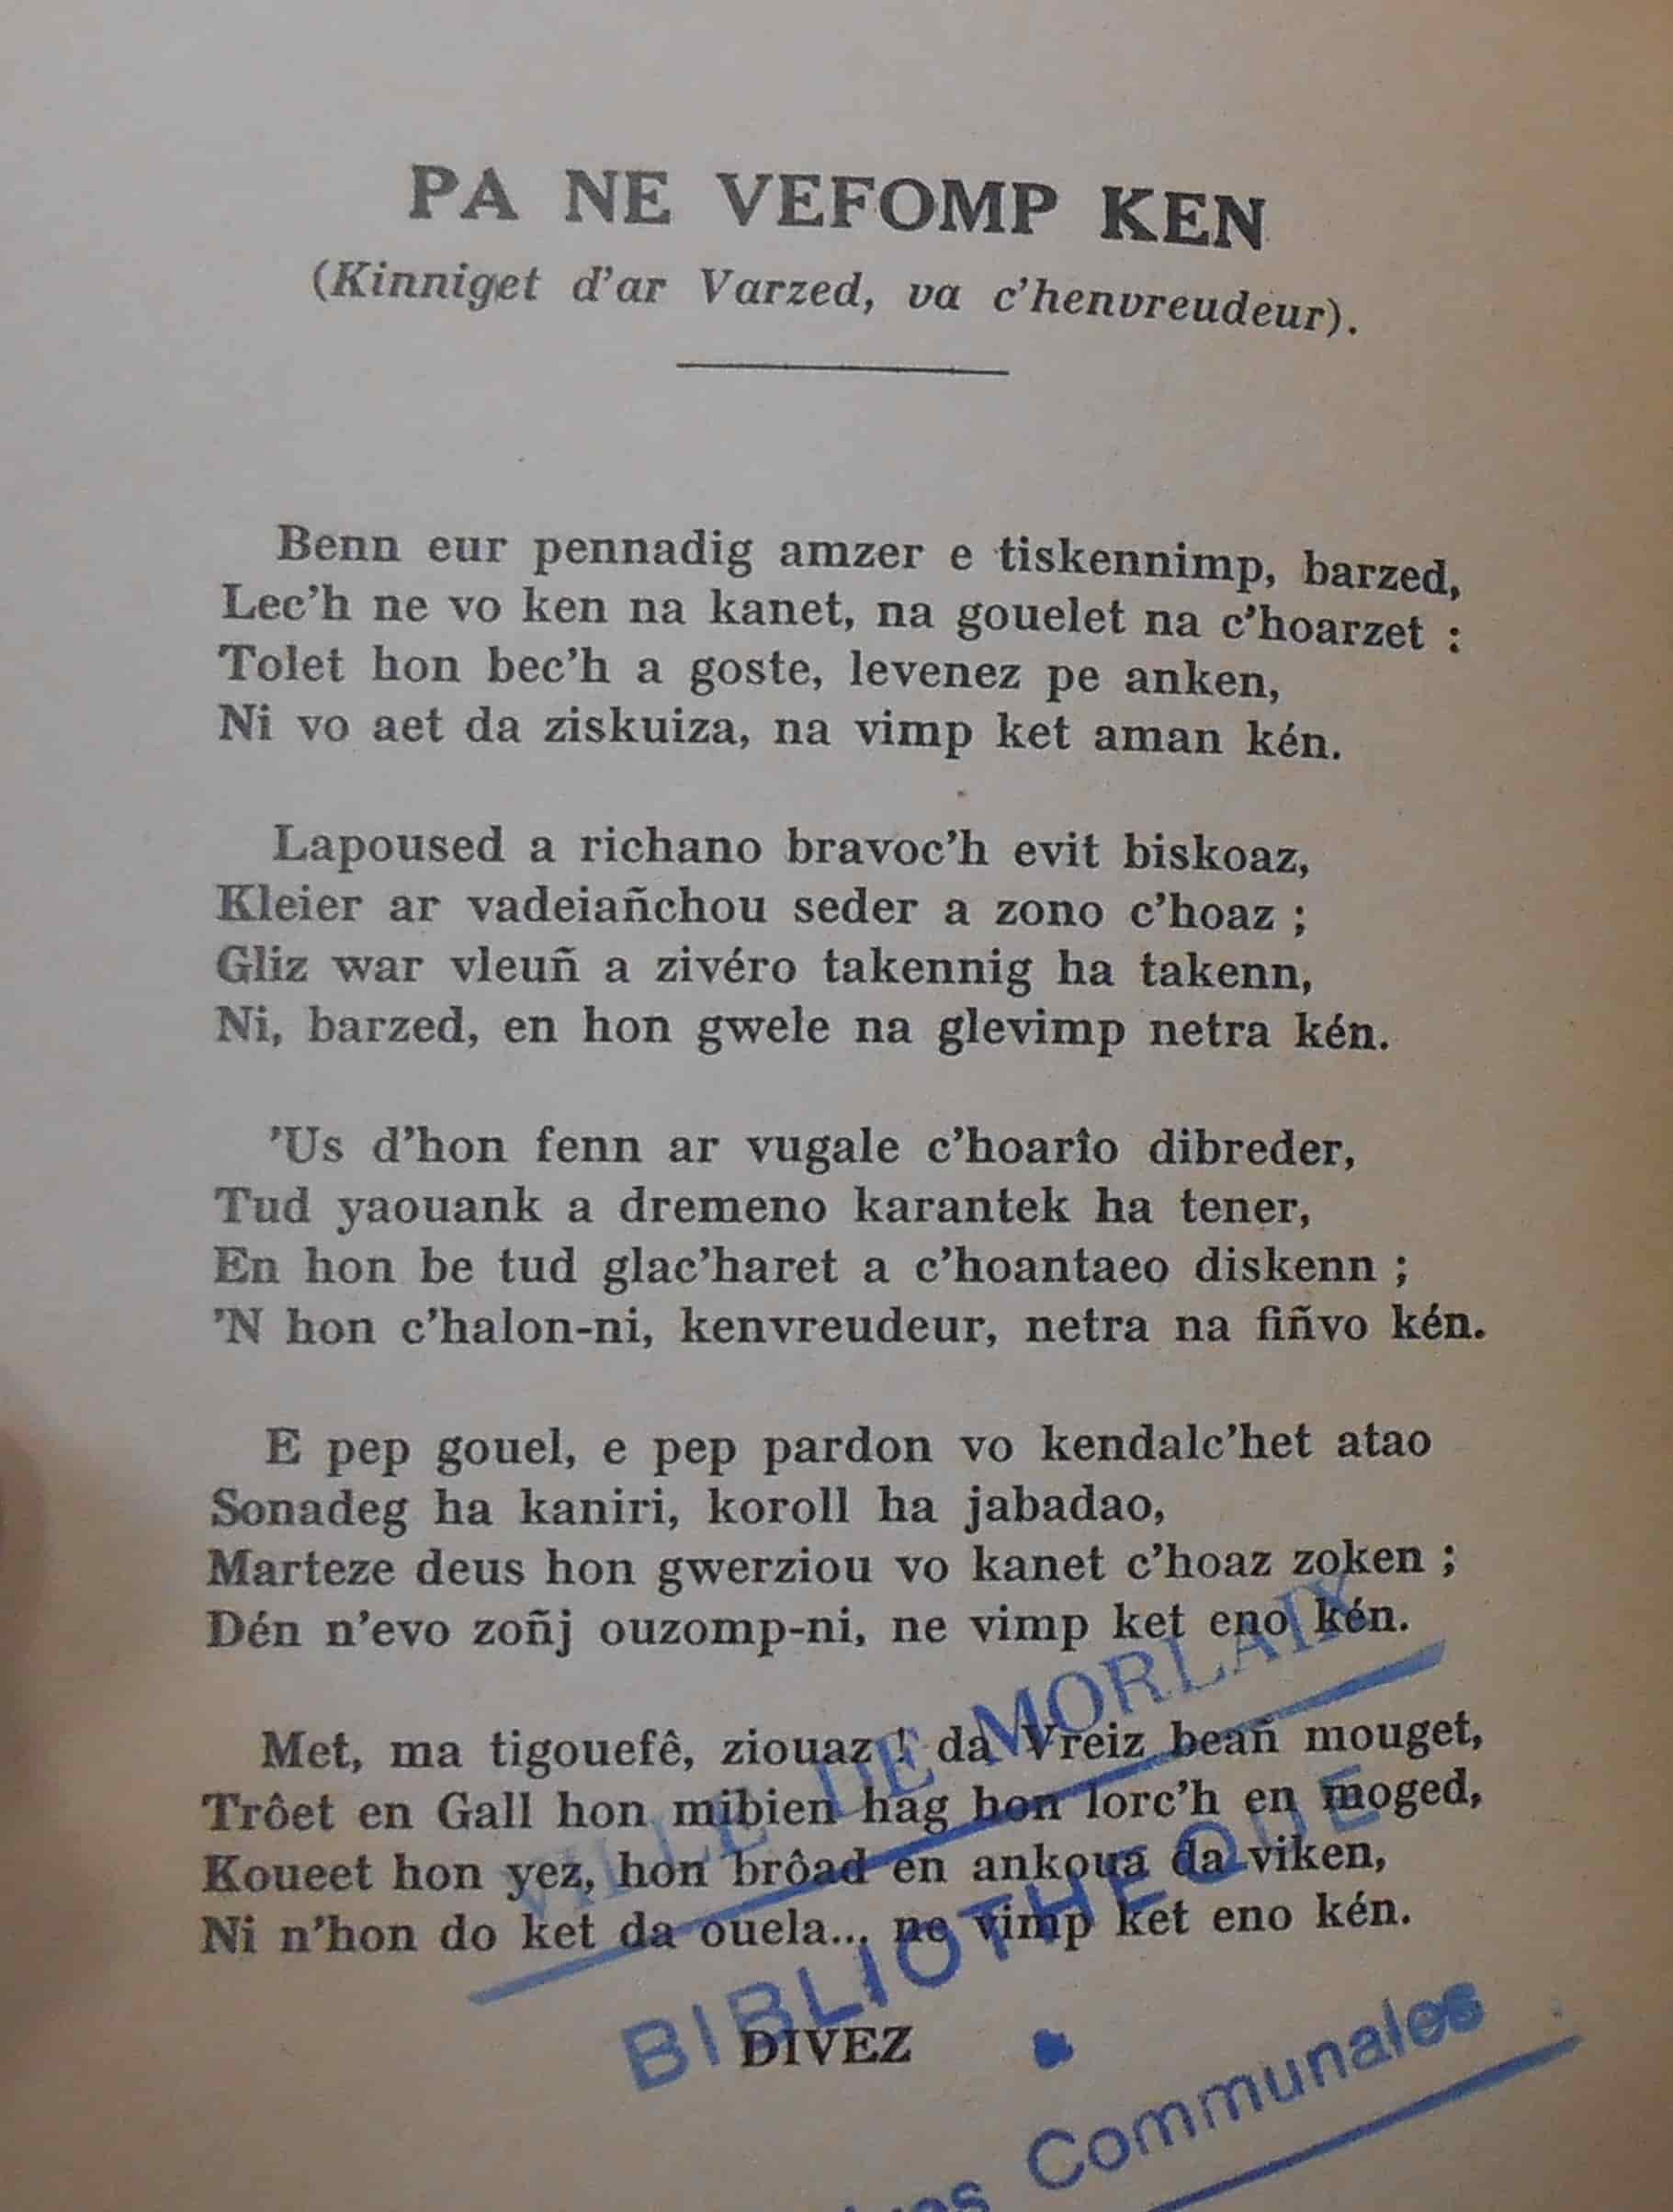 PA NE VEFOMP KEN
(Kinniget d'ar Varzed, va c'henvreudeur).
Benn eur pennadig amzer e tiskennimp, barzed,
Lec'h ne vo ken na kanet, na gouelet na c'hoarzet :
Tolet hon bec'h a goste, levenez pe anken,
Ni vo aet da ziskuiza, na vimp ket aman kén.
Lapoused a richano bravoc'h evit biskoaz,
Kleier ar vadeiañchou seder a zono c'hoaz ;
Gliz war vleuñ a zivéro takennig ha takenn,
Ni, barzed, en hon gwele na glevimp netra kén.
'Us d'hon fenn ar vugale c'hoarîo dibreder,
Tud yaouank a dremeno karantek ha tener,
En hon be tud glac'haret a c'hoantaeo diskenn ;
'N hon c'halon-ni, kenvreudeur, netra na fiñvo kén.
E pep gouel, e pep pardon vo kendalc'het atao
Sonadeg ha kaniri, koroll ha jabadao,
Marteze deus hon gwerziou vo kanet c'hoaz zoken ;
Dén n'evo zoñj ouzomp-ni, ne vimp ket eno kén.
Met, ma tigouefê, ziouaz ! da Vreiz beañ mouget,
Trôet en Gall hon mibien hag hon lorc'h en moged,
Koueet hon yez, hon brôad en ankoua da viken,
Ni n'hon do ket da ouela... ne vimp ket eno kén.
DIVEZ
VILLE DE MORLAIX
BIBLIOTHEQUE
Communales